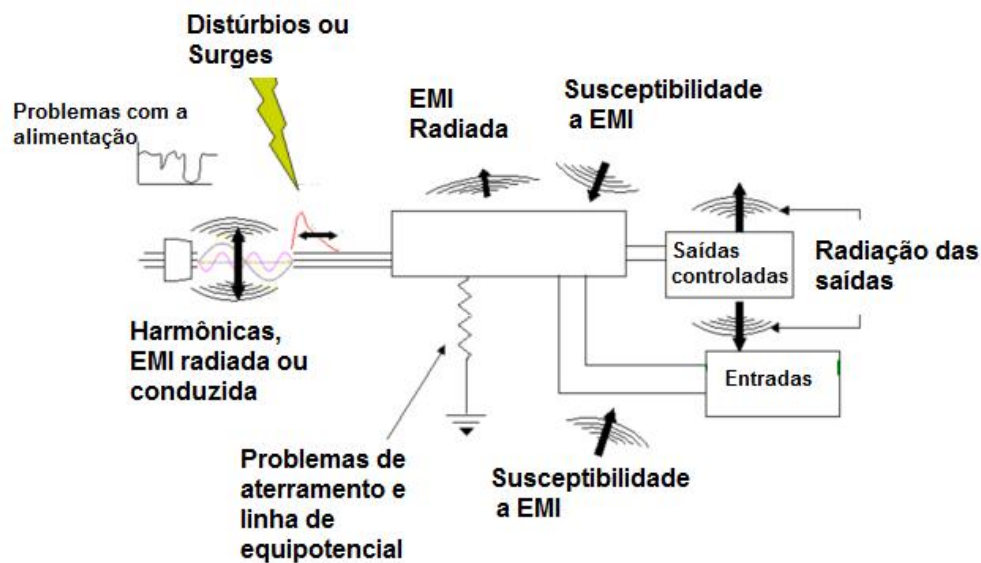 Distúrbios ou
Surges
Problemas com a
alimentação
EMI
Radiada
Susceptibilidade
a EMI
Saídas
controladas
Radiação das
saídas
Harmônicas,
EMI radiada ou
conduzida
Entradas
Problemas de
aterramento e
linha de
equipotencial
Susceptibilidade
a EMI